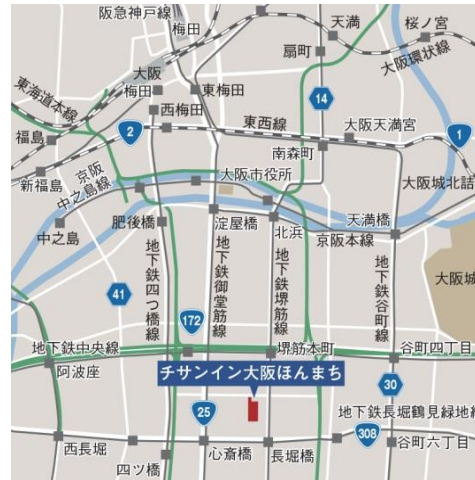 阪急神戸線
梅田
天満
桜ノ宮
扇町
大阪環状線
大阪
梅田
東梅田
東海道本線
西梅田
14
東西線
2
1
大阪天満宮
福島
南森町
新福島
京阪
中之島線
大阪市役所
大阪城北詰
中之島
肥後橋
淀屋橋
北浜
天満橋
京阪本線
地下鉄四つ橋線
地下鉄御堂筋線
地下鉄堺筋線
地下鉄谷町線
大阪城
41
172
地下鉄中央線
堺筋本町
谷町四丁目
阿波座
チサンイン大阪ほんまち
30
25
地下鉄長堀鶴見緑地線
308
西長堀
四ツ橋
心斎橋
長堀橋
谷町六丁目